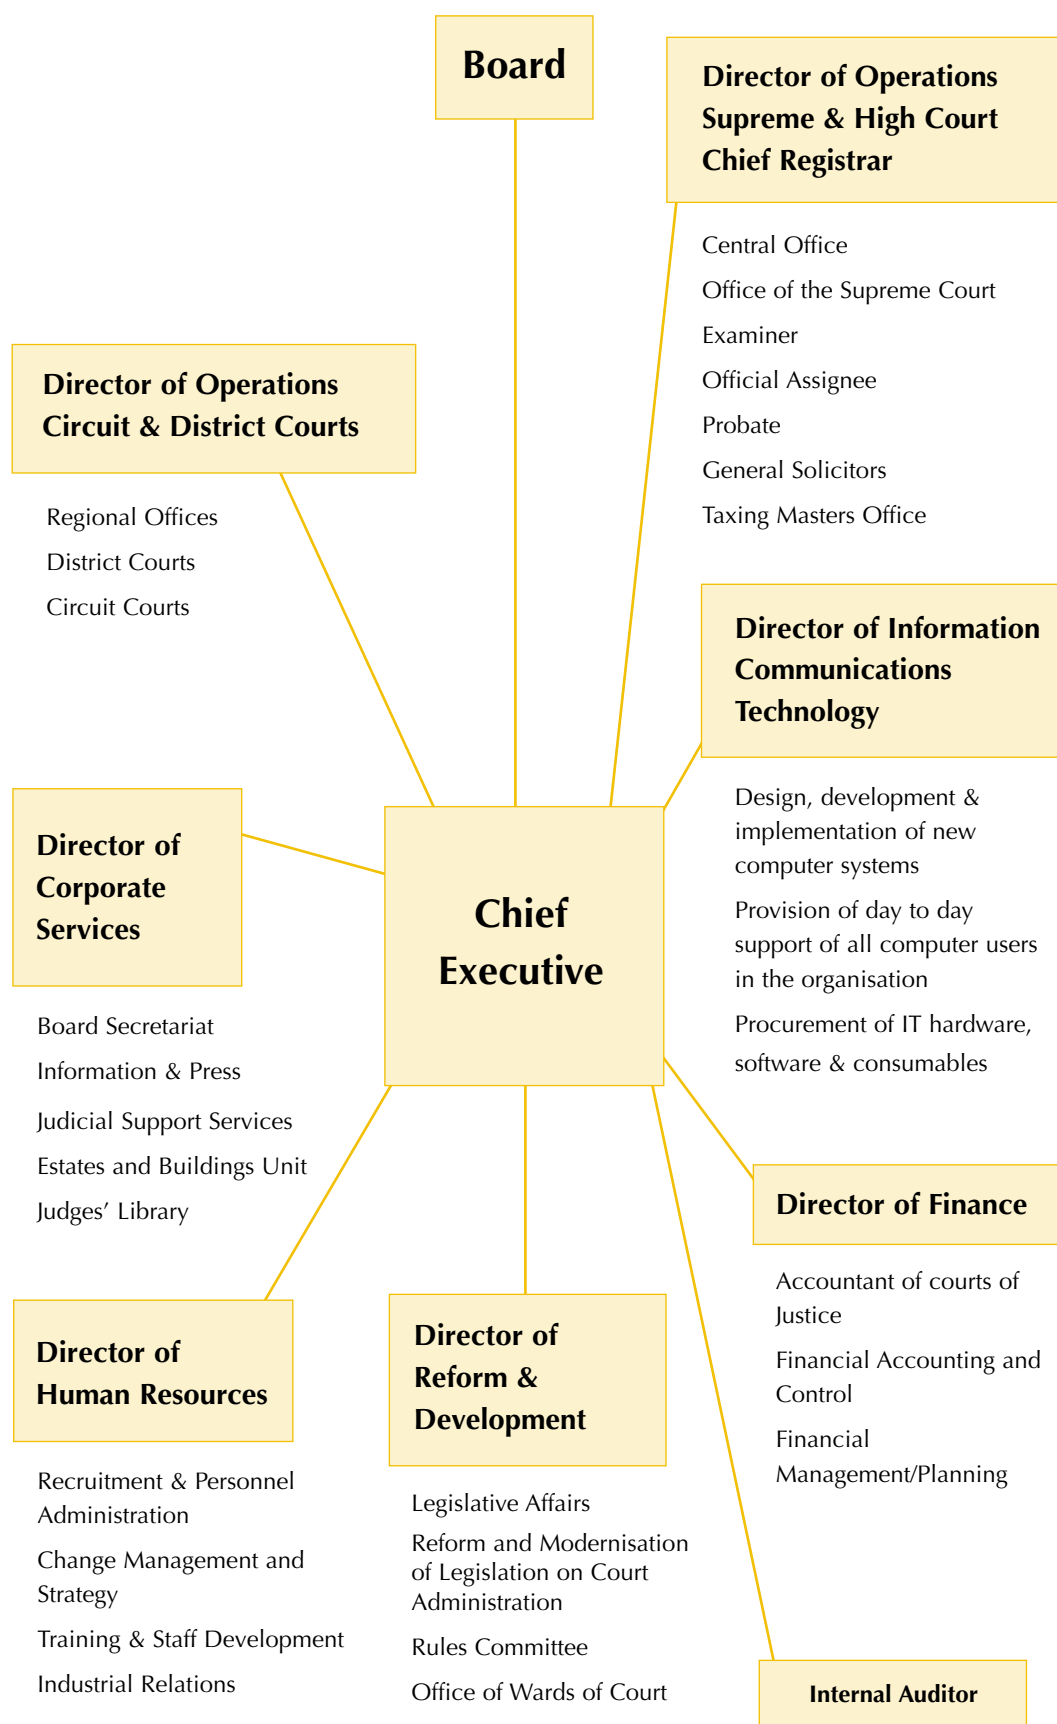 Board
Director of Operations
Supreme & High Court
Chief Registrar
Central Office
Office of the Supreme Court
Examiner
Official Assignee
Probate
General Solicitors
Taxing Masters Office
Director of Operations
Circuit & District Courts
Regional Offices
District Courts
Circuit Courts
Director of Information
Communications
Technology
Design, development &
implementation of new
computer systems
Provision of day to day
support of all computer users
in the organisation
Procurement of IT hardware,
software & consumables
Director of
Corporate
Services
Board Secretariat
Information & Press
Judicial Support Services
Estates and Buildings Unit
Judges’ Library
Chief
Executive
Director of Finance
Accountant of courts of
Justice
Financial Accounting and
Control
Financial
Management/Planning
Director of
Human Resources
Recruitment & Personnel
Administration
Change Management and
Strategy
Training & Staff Development
Industrial Relations
Director of
Reform &
Development
Legislative Affairs
Reform and Modernisation
of Legislation on Court
Administration
Rules Committee
Office of Wards of Court
Internal Auditor